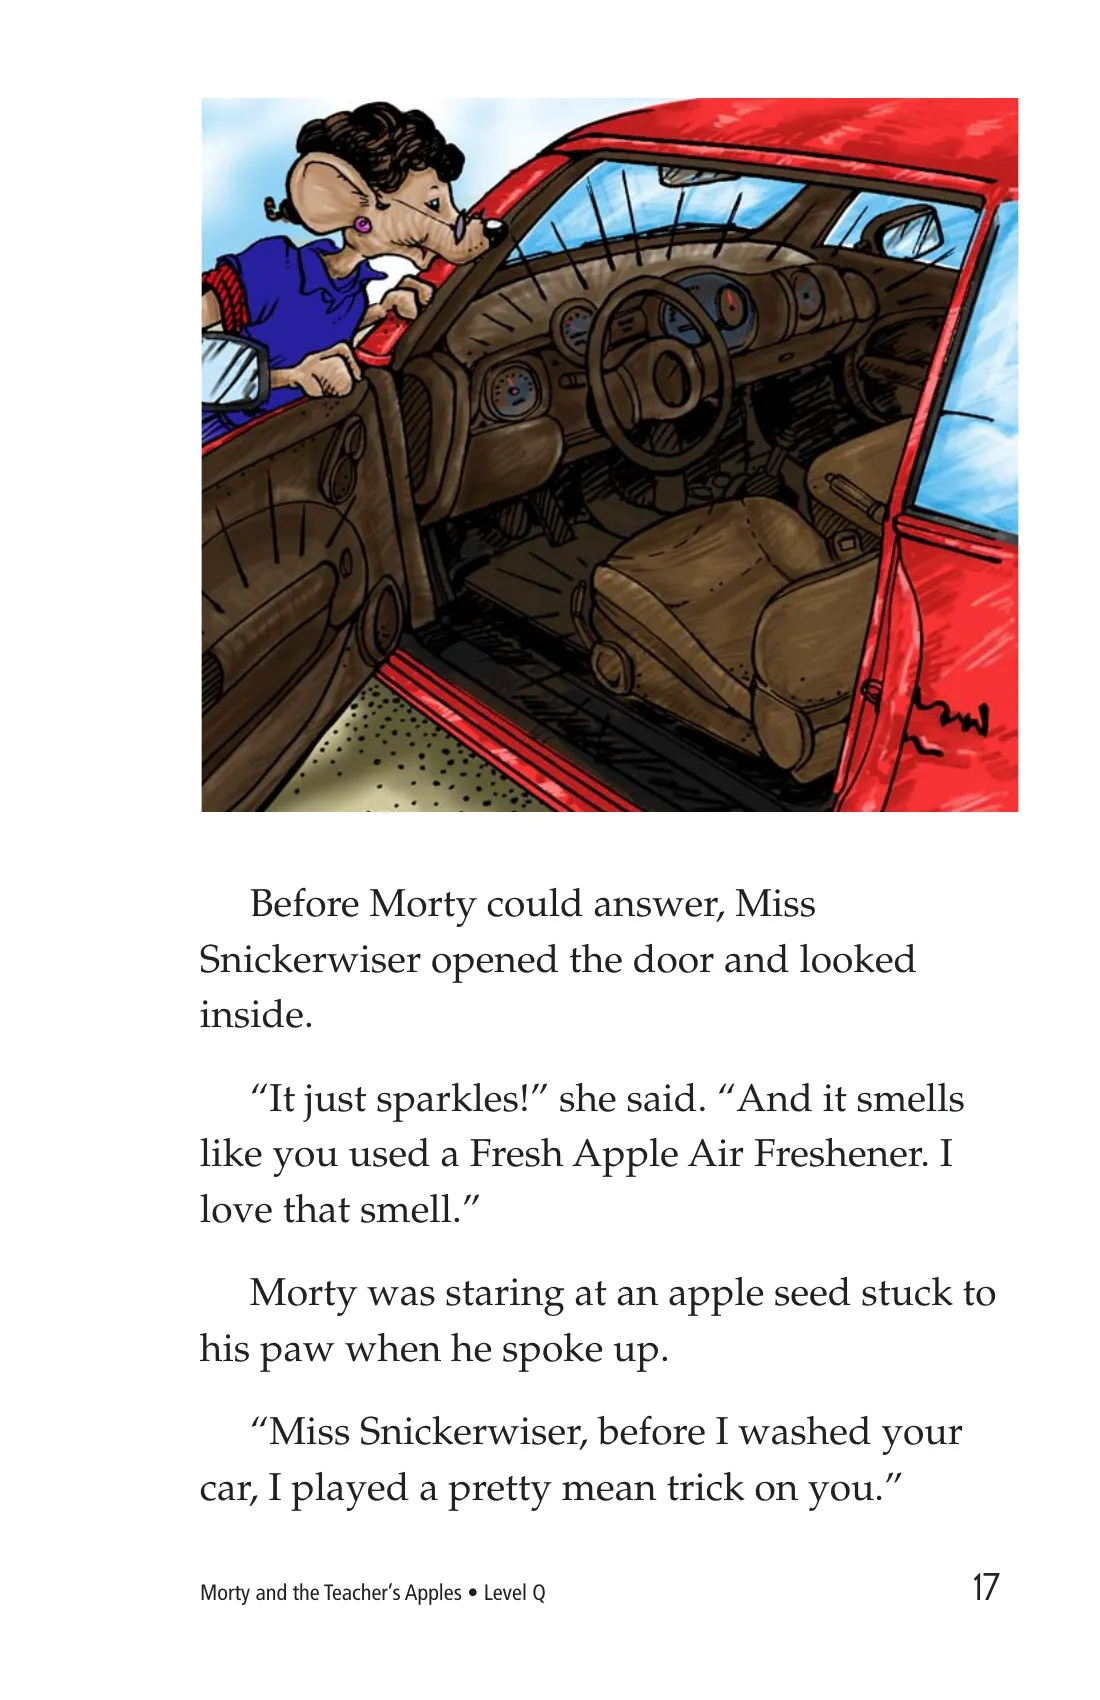 Before Morty could answer, Miss
Snickerwiser opened the door and looked
inside.
“It just sparkles!” she said. “And it smells
like you used a Fresh Apple Air Freshener. I
love that smell.”
Morty was staring at an apple seed stuck to
his paw when he spoke up.
“Miss Snickerwiser, before I washed your
car, I played a pretty mean trick on you.”
Morty and the Teacher’s Apples • Level Q
17